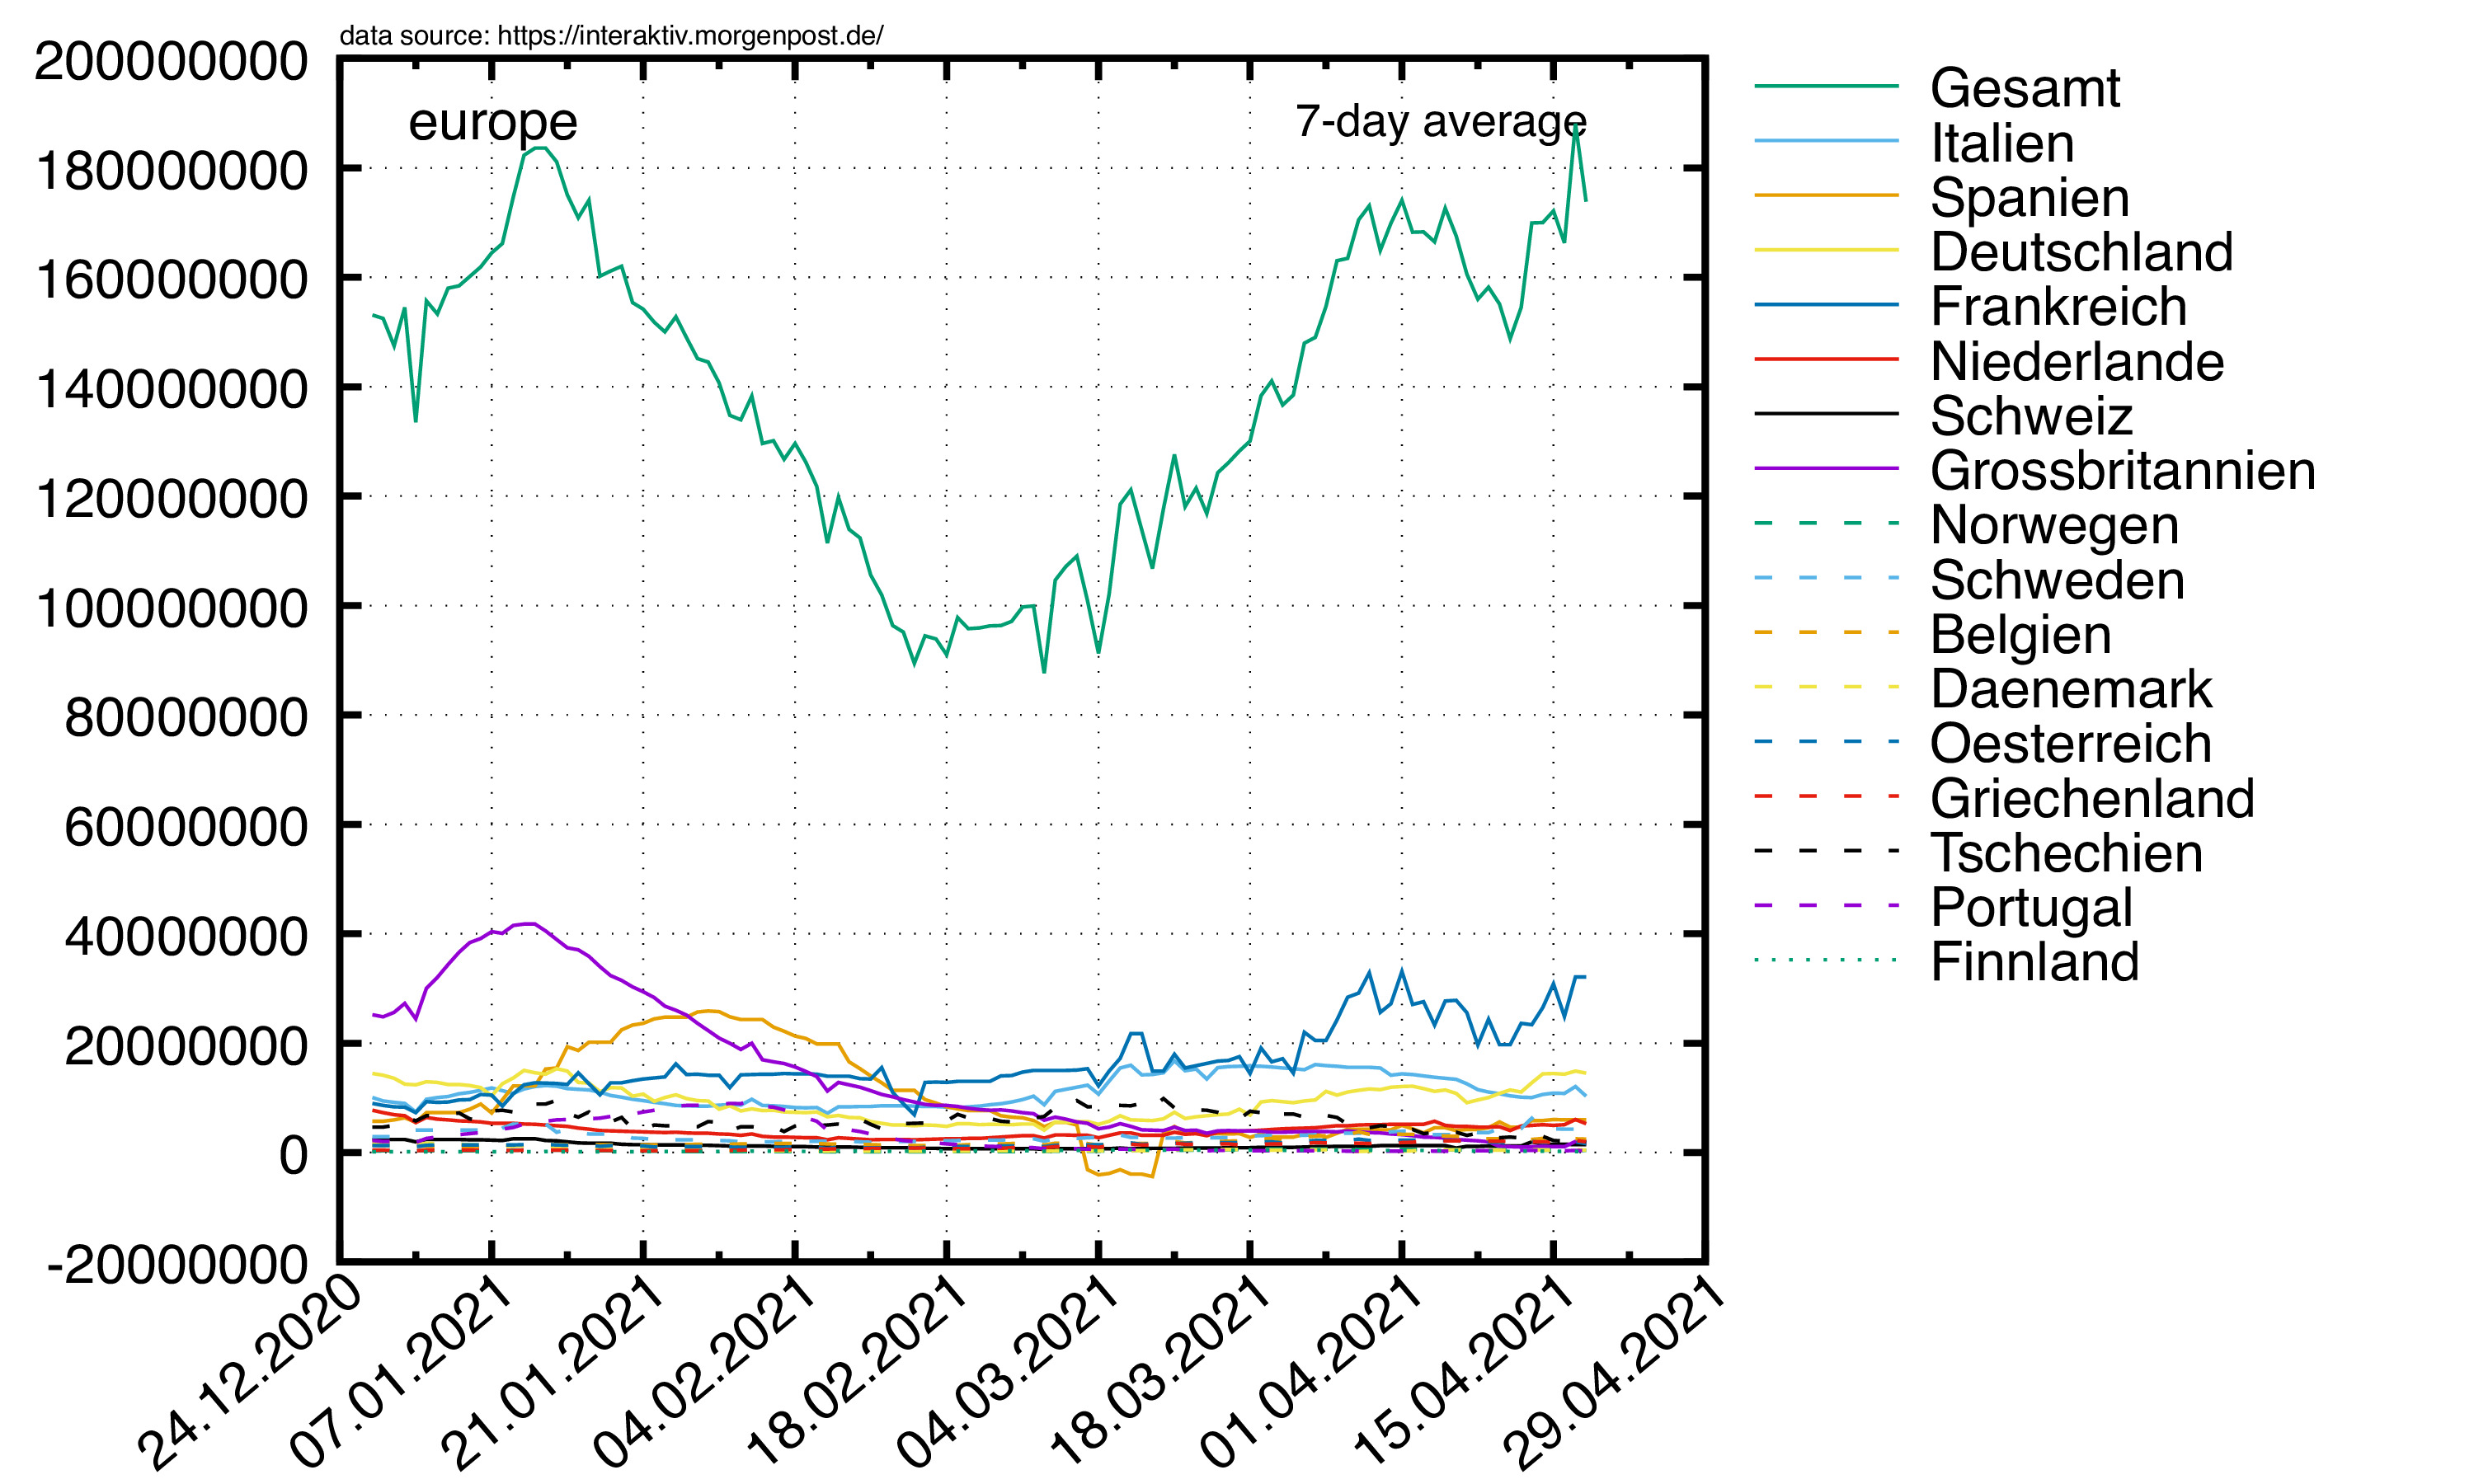 data source: https://interaktiv.morgenpost.de/
europe
7-day average
200000000
180000000
160000000
140000000
120000000
100000000
80000000
60000000
40000000
20000000
0
-20000000
24.12.2020
07.01.2021
21.01.2021
04.02.2021
18.02.2021
04.03.2021
18.03.2021
01.04.2021
15.04.2021
29.04.2021
Gesamt
Italien
Spanien
Deutschland
Frankreich
Niederlande
Schweiz
Grossbritannien
Norwegen
Schweden
Belgien
Daenemark
Oesterreich
Griechenland
Tschechien
Portugal
Finnland